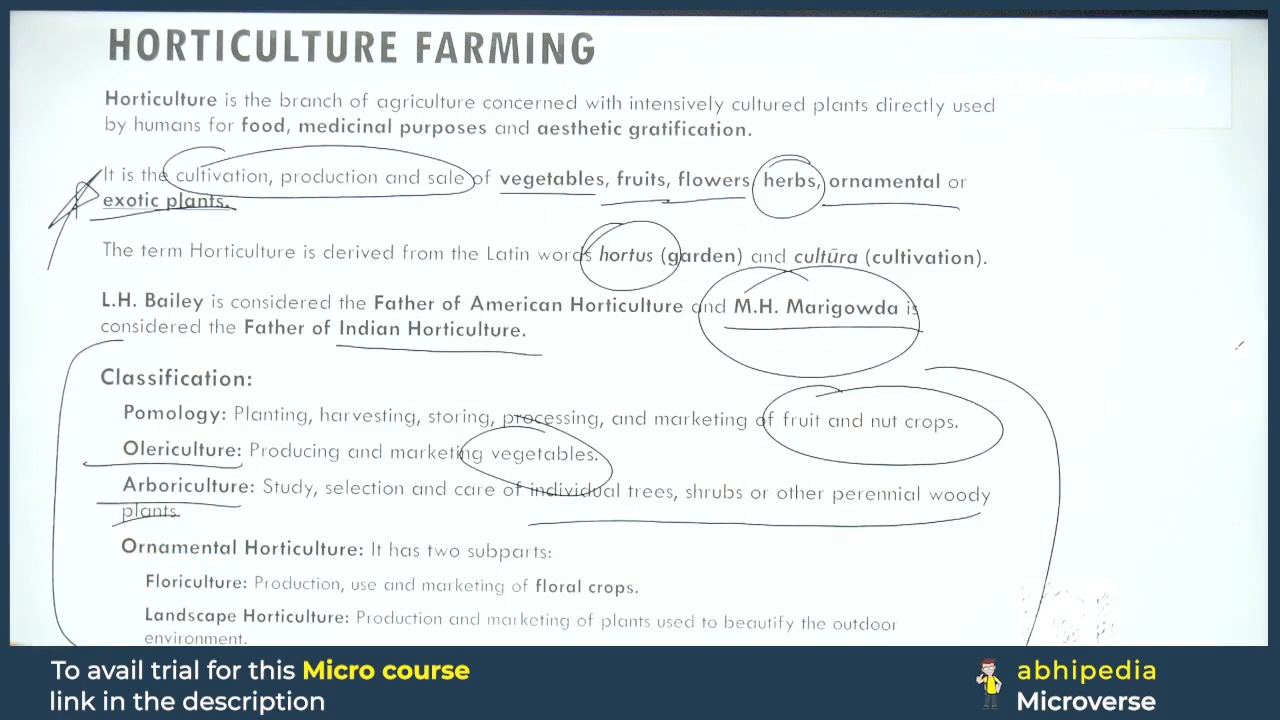 HORTICULTURE FARMING
Horticulture is the branch of agriculture concerned with intensively cultured plants directly used
by humans for food, medicinal purposes and aesthetic gratification.
It is the cultivation, production and sale of vegetables, fruits, flowers herbs, ornamental or
exotic plants.
The term Horticulture is derived from the Latin words hortus (garden) and cultūra (cultivation).
L.H. Bailey is considered the Father of American Horticulture and M.H. Marigowda is
considered the Father of Indian Horticulture.
Classification:
Pomology: Planting, harvesting, storing, processing, and marketing of fruit and nut crops.
Olericulture: Producing and marketing vegetables.
Arboriculture: Study, selection and care of individual trees, shrubs or other perennial woody
plants.
Ornamental Horticulture: It has two subparts:
Floriculture: Production, use and marketing of floral crops.
Landscape Horticulture: Production and marketing of plants used to beautify the outdoor
environment.
To avail trial for this Micro course
link in the description
abhipedia
Microverse